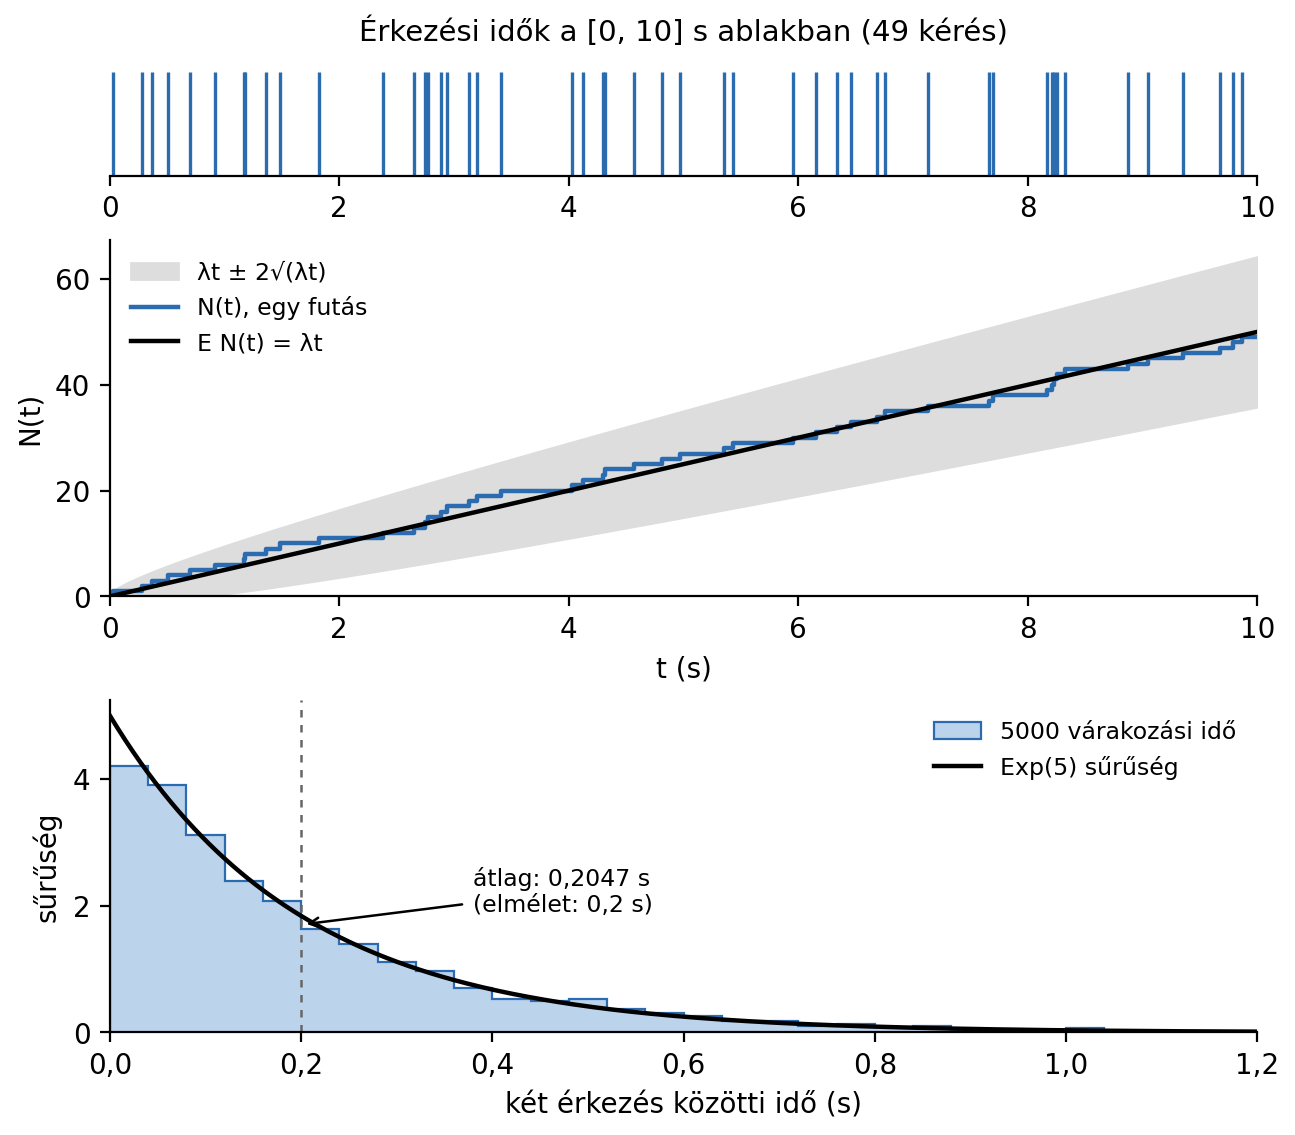 Érkezési idők a [0, 10] s ablakban (49 kérés)
0 2 4 6 8 10
N(t)
60
40
20
0
λt ± 2√(λt)
N(t), egy futás
E N(t) = λt
0 2 4 6 8 10
t (s)
sűrűség
4
2
0
5000 várakozási idő
Exp(5) sűrűség
átlag: 0,2047 s
(elmélet: 0,2 s)
0,0 0,2 0,4 0,6 0,8 1,0 1,2
két érkezés közötti idő (s)